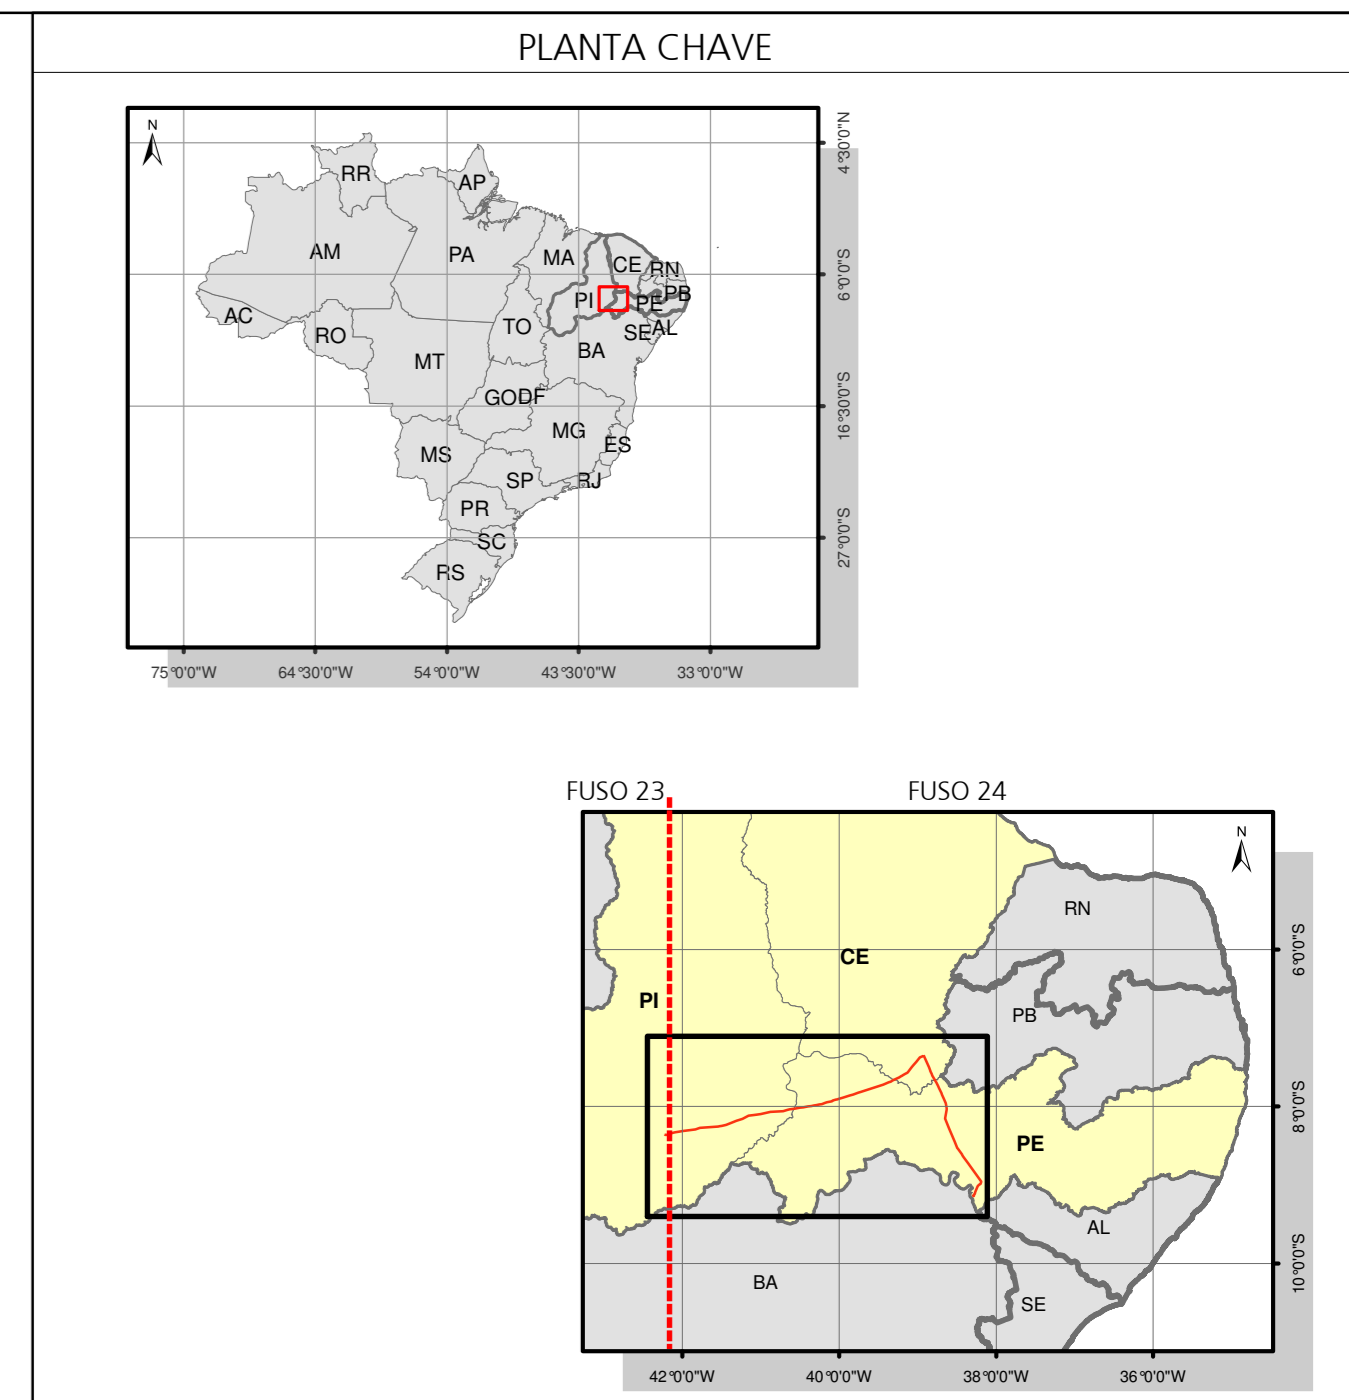 PLANTA CHAVE
N
4°30'0"N
RR
AP
AM
PA
MA
CE
RN
6°0'0"S
PI
PE
PB
AC
RO
TO
SE
AL
MT
BA
GO
DF
16°30'0"S
MG
ES
MS
SP
RJ
PR
SC
27°0'0"S
RS
75°0'0"W
64°30'0"W
54°0'0"W
43°30'0"W
33°0'0"W
FUSO 23
FUSO 24
N
RN
CE
6°0'0"S
PI
PB
8°0'0"S
PE
AL
10°0'0"S
BA
SE
42°0'0"W
40°0'0"W
38°0'0"W
36°0'0"W